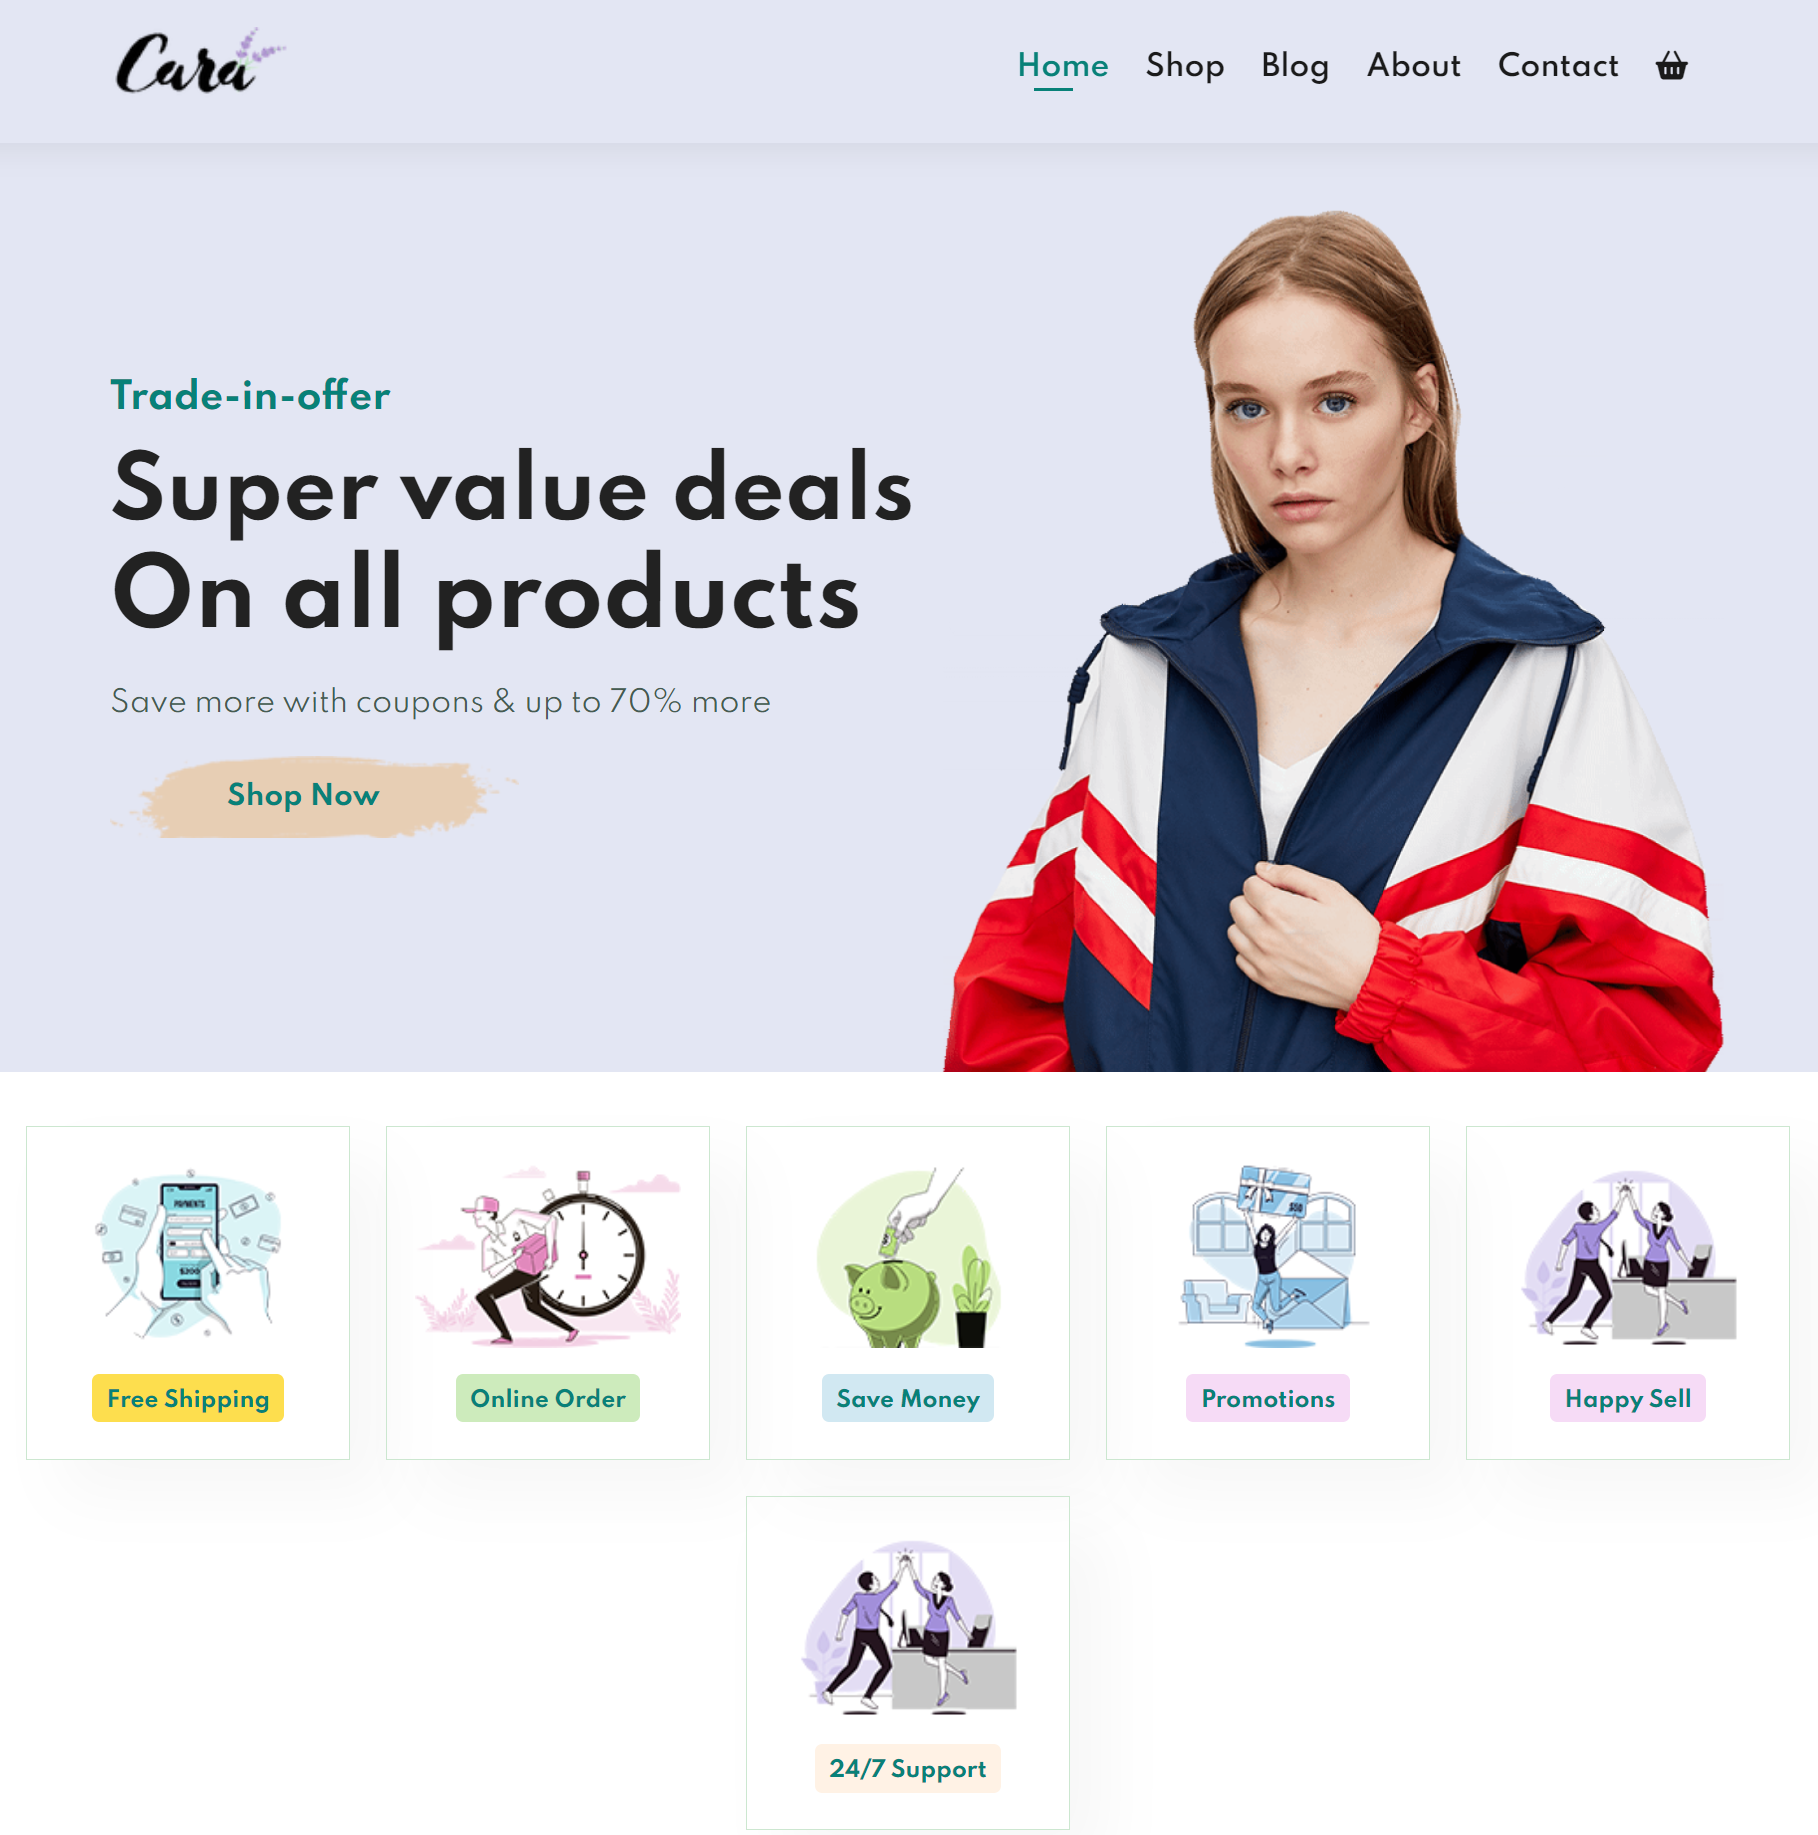 Cara
Home Shop Blog About Contact
Trade-in-offer
Super value deals
On all products
Save more with coupons & up to 70% more
Shop Now
PAYMENTS
$200
$50
Free Shipping
Online Order
Save Money
Promotions
Happy Sell
24/7 Support